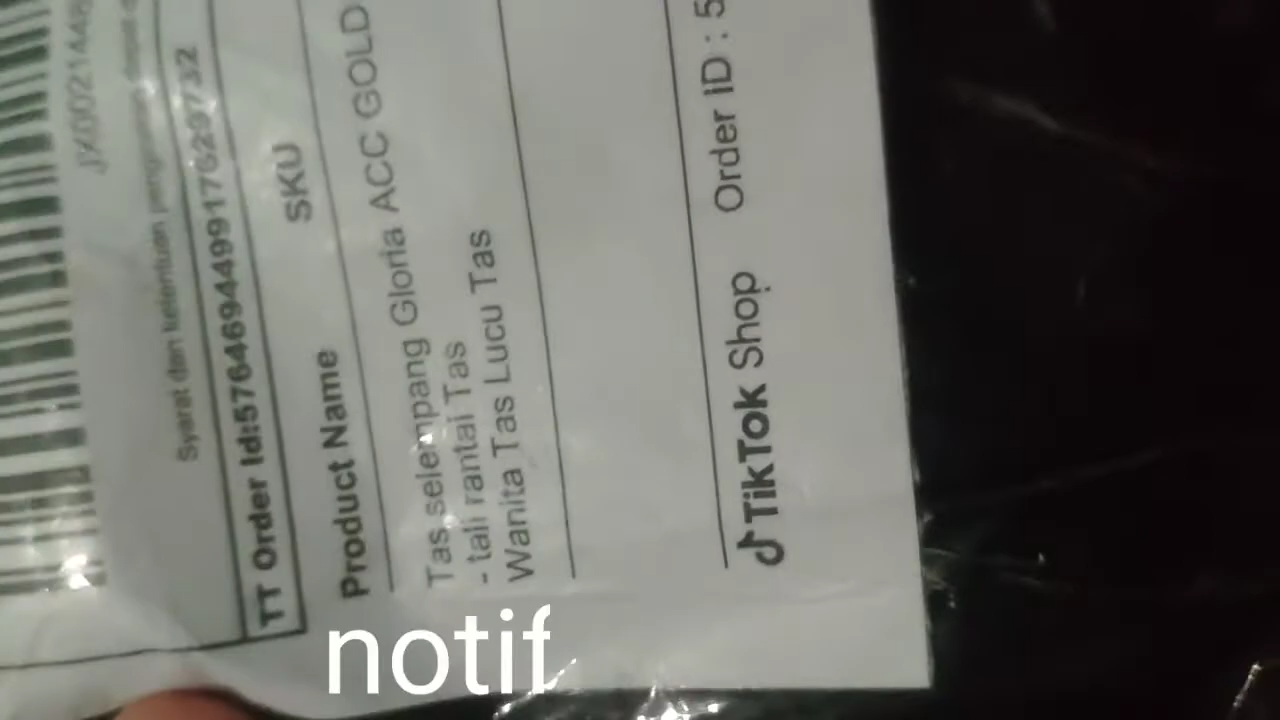 Syarat dan ketentuan pengiriman
TT Order Id:576469449917629732
Product Name SKU
Tas selempang Gloria ACC GOLD
- tali rantai Tas
Wanita Tas Lucu Tas
TikTok Shop Order ID : 5
notif